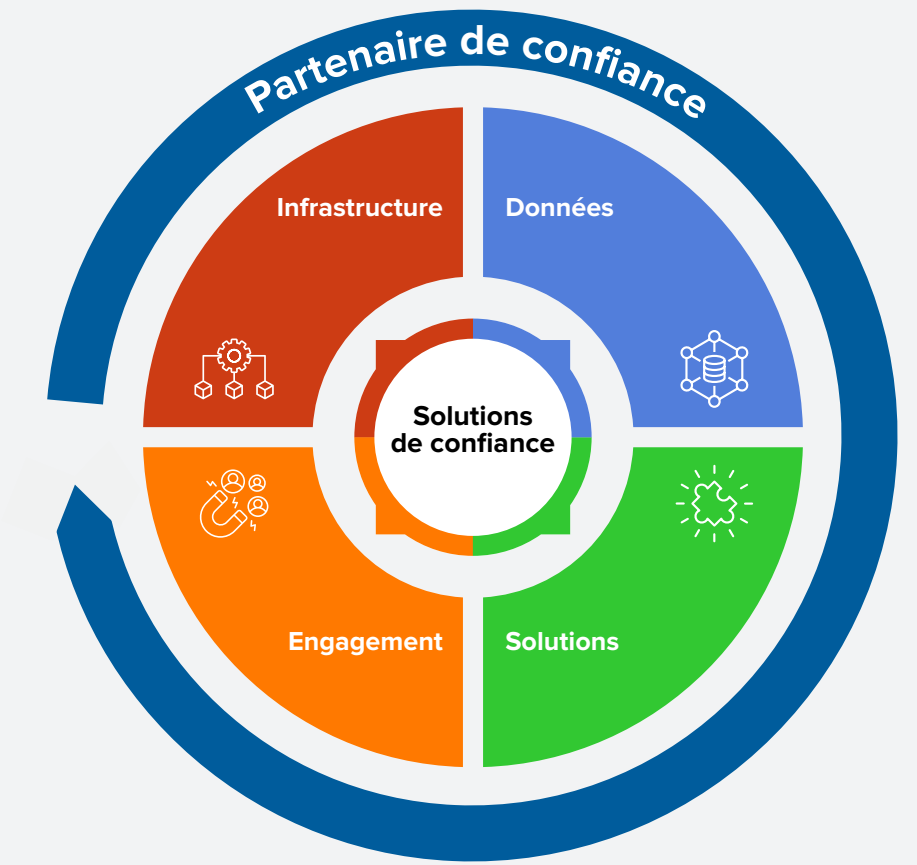 Partenaire de confiance
Infrastructure
Données
Solutions
de confiance
Engagement
Solutions